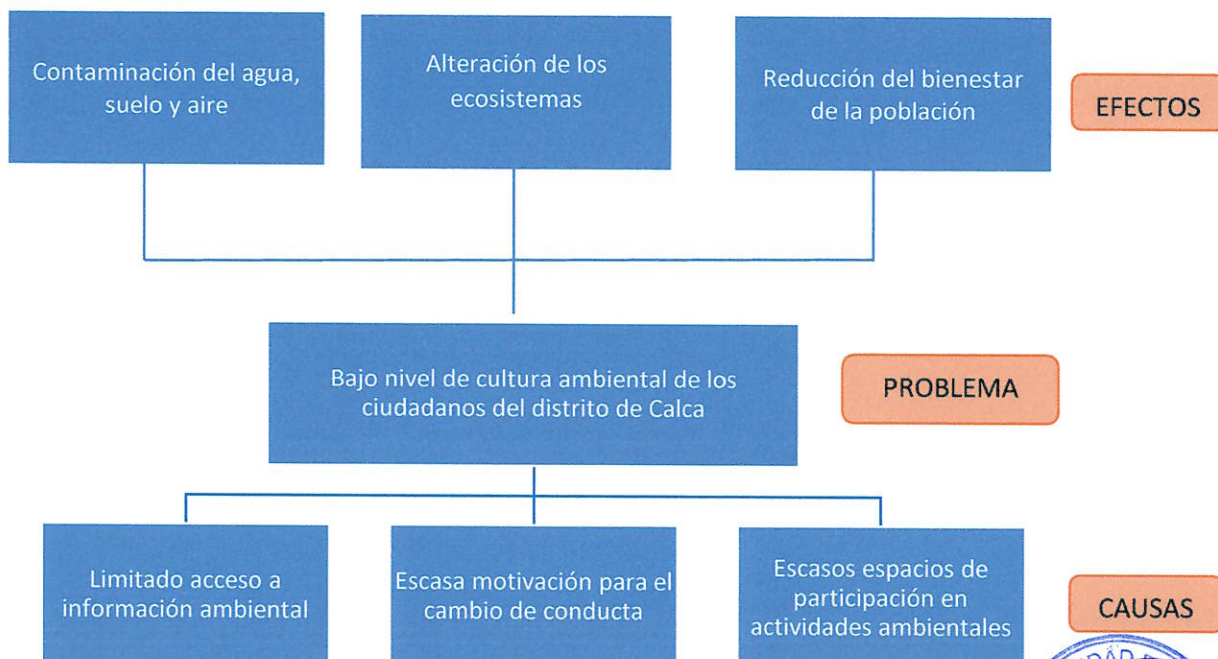 Contaminación del agua,
suelo y aire
Alteración de los
ecosistemas
Reducción del bienestar
de la población
EFECTOS
Bajo nivel de cultura ambiental de los
ciudadanos del distrito de Calca
PROBLEMA
Limitado acceso a
información ambiental
Escasa motivación para el
cambio de conducta
Escasos espacios de
participación en
actividades ambientales
CAUSAS